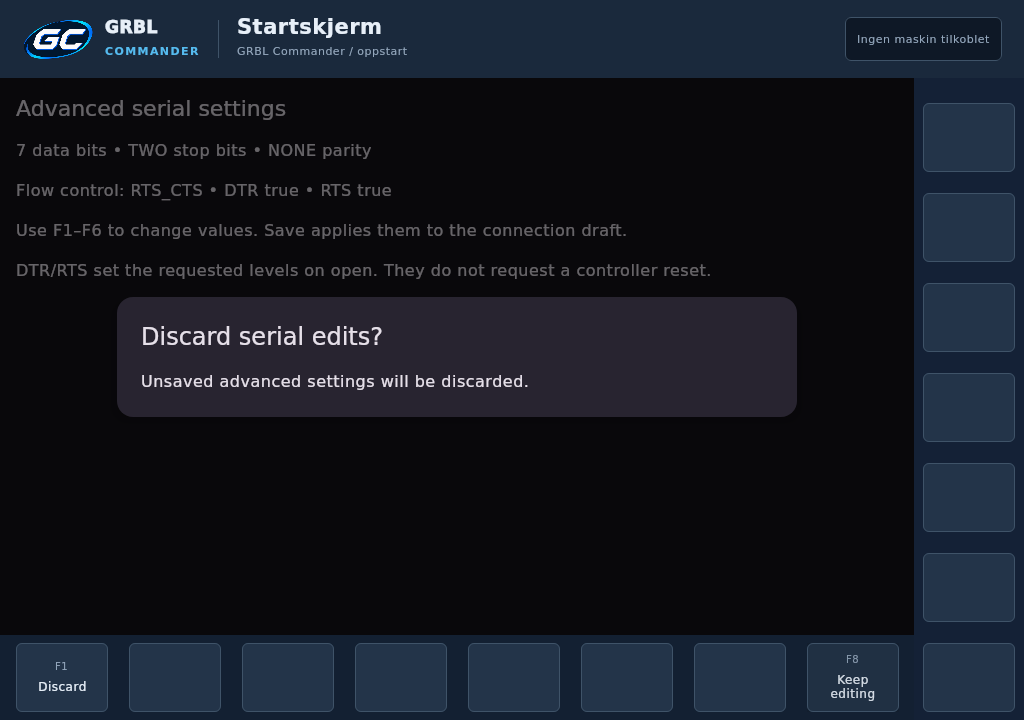 GC
GRBL
COMMANDER
Startskjerm
GRBL Commander / oppstart
Ingen maskin tilkoblet
Advanced serial settings
7 data bits • TWO stop bits • NONE parity
Flow control: RTS_CTS • DTR true • RTS true
Use F1–F6 to change values. Save applies them to the connection draft.
DTR/RTS set the requested levels on open. They do not request a controller reset.
Discard serial edits?
Unsaved advanced settings will be discarded.
F1
Discard
F8
Keep
editing